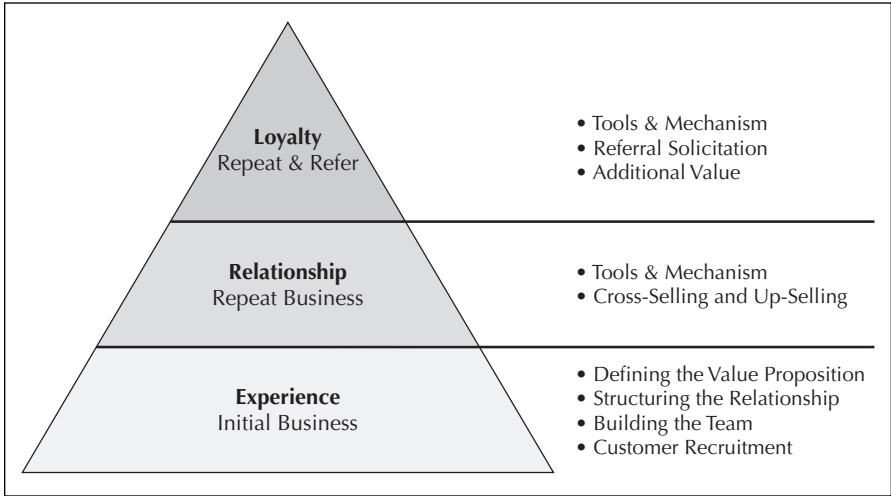 Loyalty
Repeat & Refer
• Tools & Mechanism
• Referral Solicitation
• Additional Value
Relationship
Repeat Business
• Tools & Mechanism
• Cross-Selling and Up-Selling
Experience
Initial Business
• Defining the Value Proposition
• Structuring the Relationship
• Building the Team
• Customer Recruitment